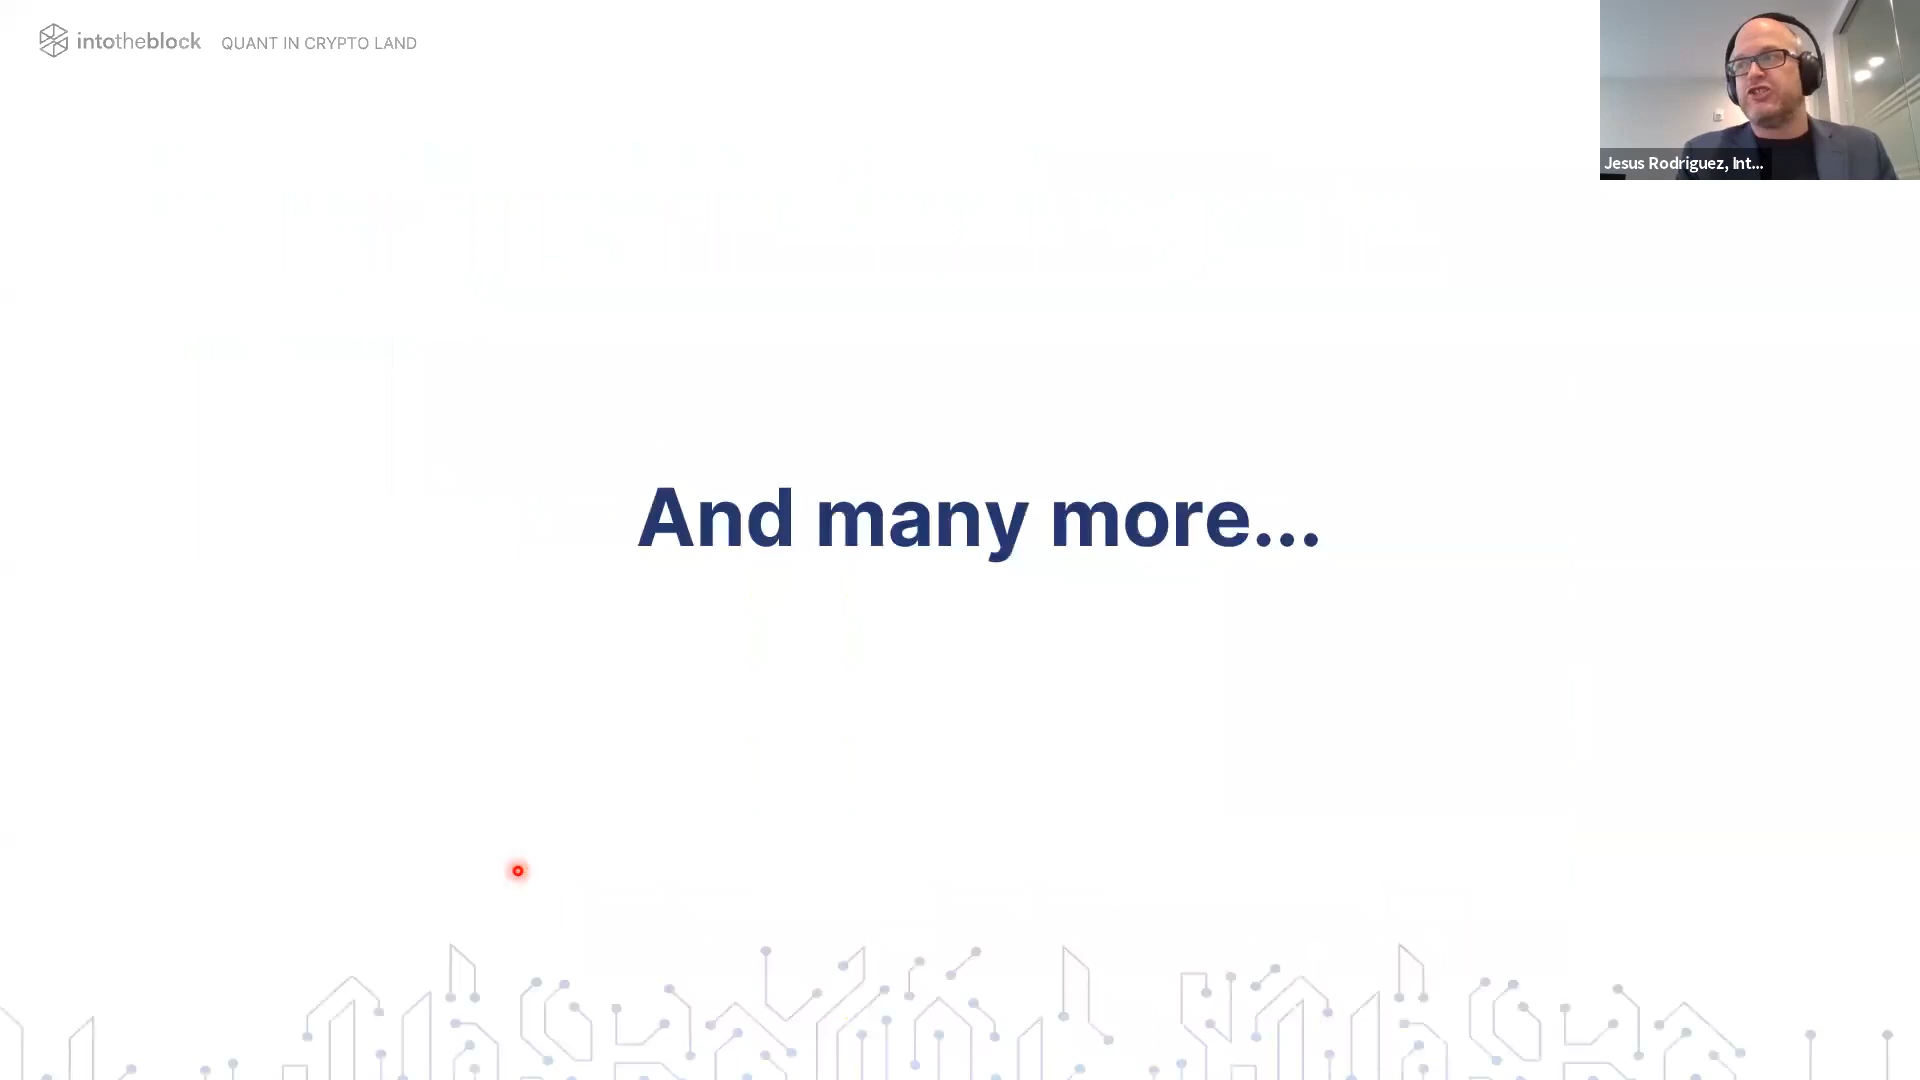 intotheblock QUANT IN CRYPTO LAND
Jesus Rodriguez, Int...
And many more...